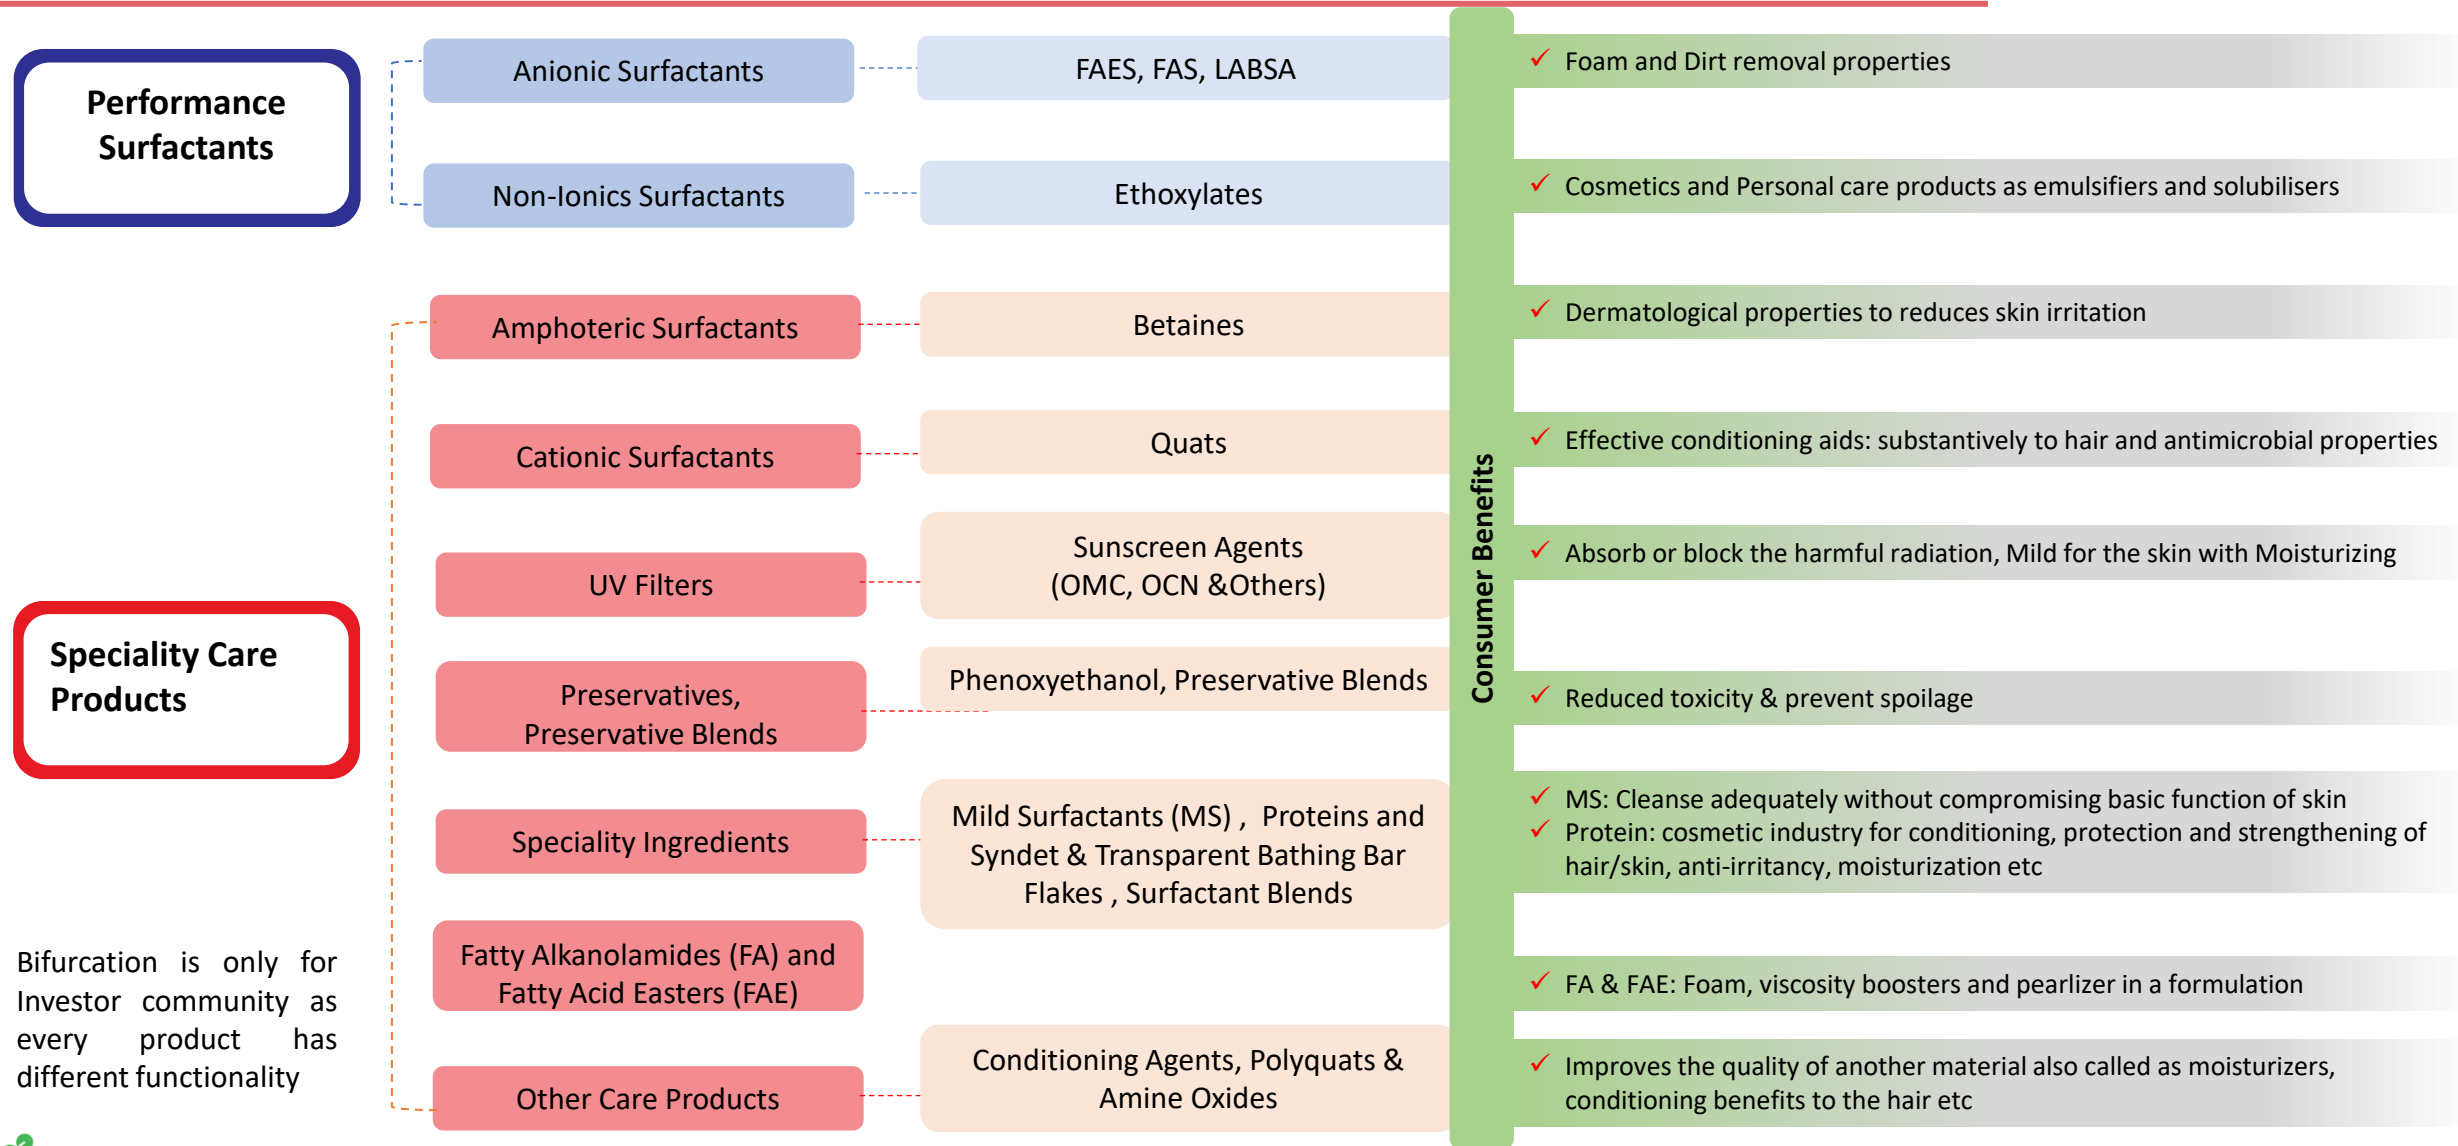 Performance
Surfactants
Anionic Surfactants
FAES, FAS, LABSA
Foam and Dirt removal properties
Non-Ionics Surfactants
Ethoxylates
Cosmetics and Personal care products as emulsifiers and solubilisers
Consumer Benefits
Speciality Care
Products
Amphoteric Surfactants
Betaines
Dermatological properties to reduces skin irritation
Cationic Surfactants
Quats
Effective conditioning aids: substantively to hair and antimicrobial properties
UV Filters
Sunscreen Agents
(OMC, OCN &Others)
Absorb or block the harmful radiation, Mild for the skin with Moisturizing
Preservatives,
Preservative Blends
Phenoxyethanol, Preservative Blends
Reduced toxicity & prevent spoilage
Speciality Ingredients
Mild Surfactants (MS) , Proteins and
Syndet & Transparent Bathing Bar
Flakes , Surfactant Blends
MS: Cleanse adequately without compromising basic function of skin
Protein: cosmetic industry for conditioning, protection and strengthening of
hair/skin, anti-irritancy, moisturization etc
Fatty Alkanolamides (FA) and
Fatty Acid Easters (FAE)
FA & FAE: Foam, viscosity boosters and pearlizer in a formulation
Other Care Products
Conditioning Agents, Polyquats &
Amine Oxides
Improves the quality of another material also called as moisturizers,
conditioning benefits to the hair etc
Bifurcation is only for
Investor community as
every product has
different functionality